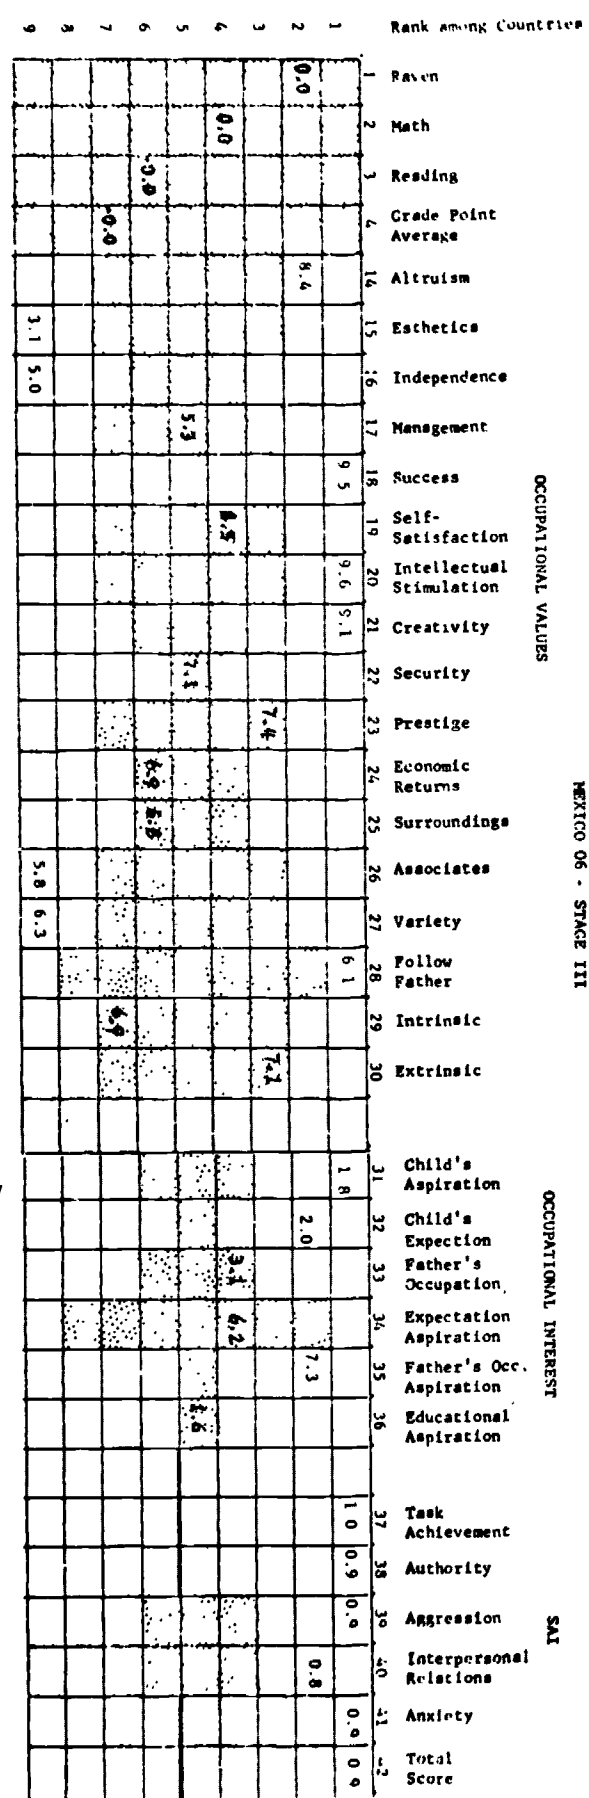 9 8 7 6 5 4 3 2 1 Rank among Countries
0.0 1 Raven
0.0 2 Math
-0.0 3 Reading
-0.0 4 Grade Point
Average
8.4 14 Altruism
3.1 15 Esthetics
5.0 16 Independence
5.3 17 Management
9 5 18 Success
19 Self-
Satisfaction
9.6 20 Intellectual
Stimulation
21 Creativity
22 Security
7.4 23 Prestige
24 Economic
Returns
25 Surroundings
5.8 26 Associates
6.3 27 Variety
6 1 28 Follow
Father
29 Intrinsic
30 Extrinsic
1 8 31 Child's
Aspiration
2.0 32 Child's
Expection
33 Father's
Occupation
6.2 34 Expectation
Aspiration
7.3 35 Father's Occ.
Aspiration
36 Educational
Aspiration
1 0 37 Task
Achievement
0.9 38 Authority
0.9 39 Aggression
0.8 40 Interpersonal
Relations
0.9 Anxiety
0 9 Total
Score
OCCUPATIONAL VALUES
OCCUPATIONAL INTEREST
SAI
MEXICO 06 - STAGE III